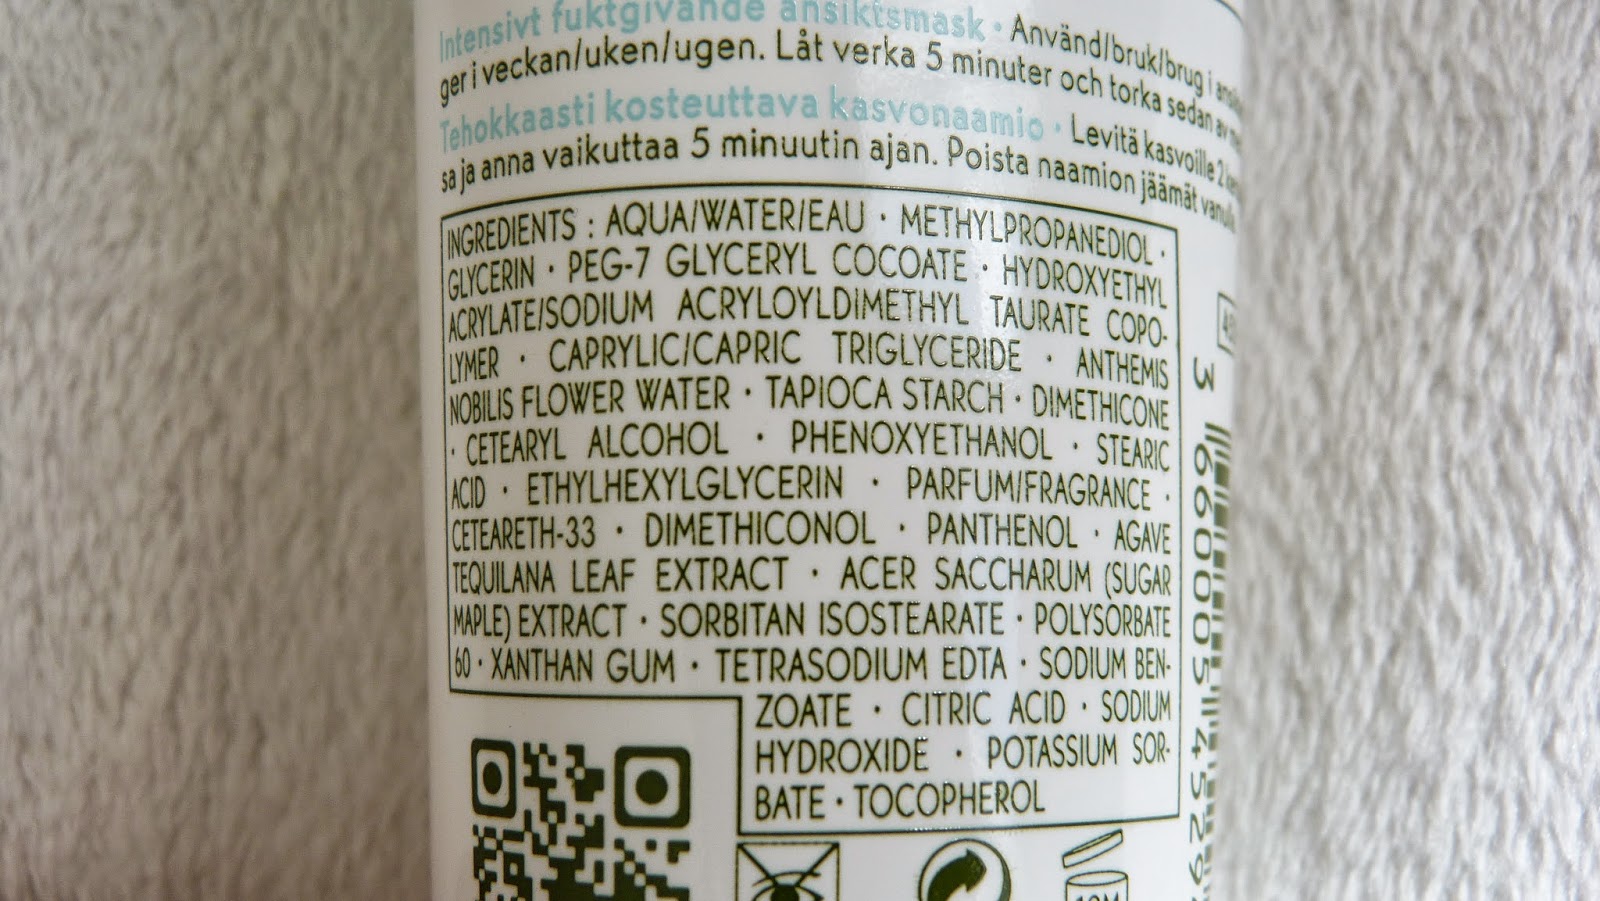 Intensivt fuktgivande ansiktsmask · Använd/bruk/brug i
ger i veckan/uken/ugen. Låt verka 5 minuter och torka sedan av
Tehokkaasti kosteuttava kasvonaamio · Levitä kasvoille 2
sa ja anna vaikuttaa 5 minuutin ajan. Poista naamion jäämät
INGREDIENTS : AQUA/WATER/EAU · METHYLPROPANEDIOL ·
GLYCERIN · PEG-7 GLYCERYL COCOATE · HYDROXYETHYL
ACRYLATE/SODIUM ACRYLOYLDIMETHYL TAURATE COPO-
LYMER · CAPRYLIC/CAPRIC TRIGLYCERIDE · ANTHEMIS
NOBILIS FLOWER WATER · TAPIOCA STARCH · DIMETHICONE
· CETEARYL ALCOHOL · PHENOXYETHANOL · STEARIC
ACID · ETHYLHEXYLGLYCERIN · PARFUM/FRAGRANCE ·
CETEARETH-33 · DIMETHICONOL · PANTHENOL · AGAVE
TEQUILANA LEAF EXTRACT · ACER SACCHARUM (SUGAR
MAPLE) EXTRACT · SORBITAN ISOSTEARATE · POLYSORBATE
60 · XANTHAN GUM · TETRASODIUM EDTA · SODIUM BEN-
ZOATE · CITRIC ACID · SODIUM
HYDROXIDE · POTASSIUM SOR-
BATE · TOCOPHEROL
3 660005 4529